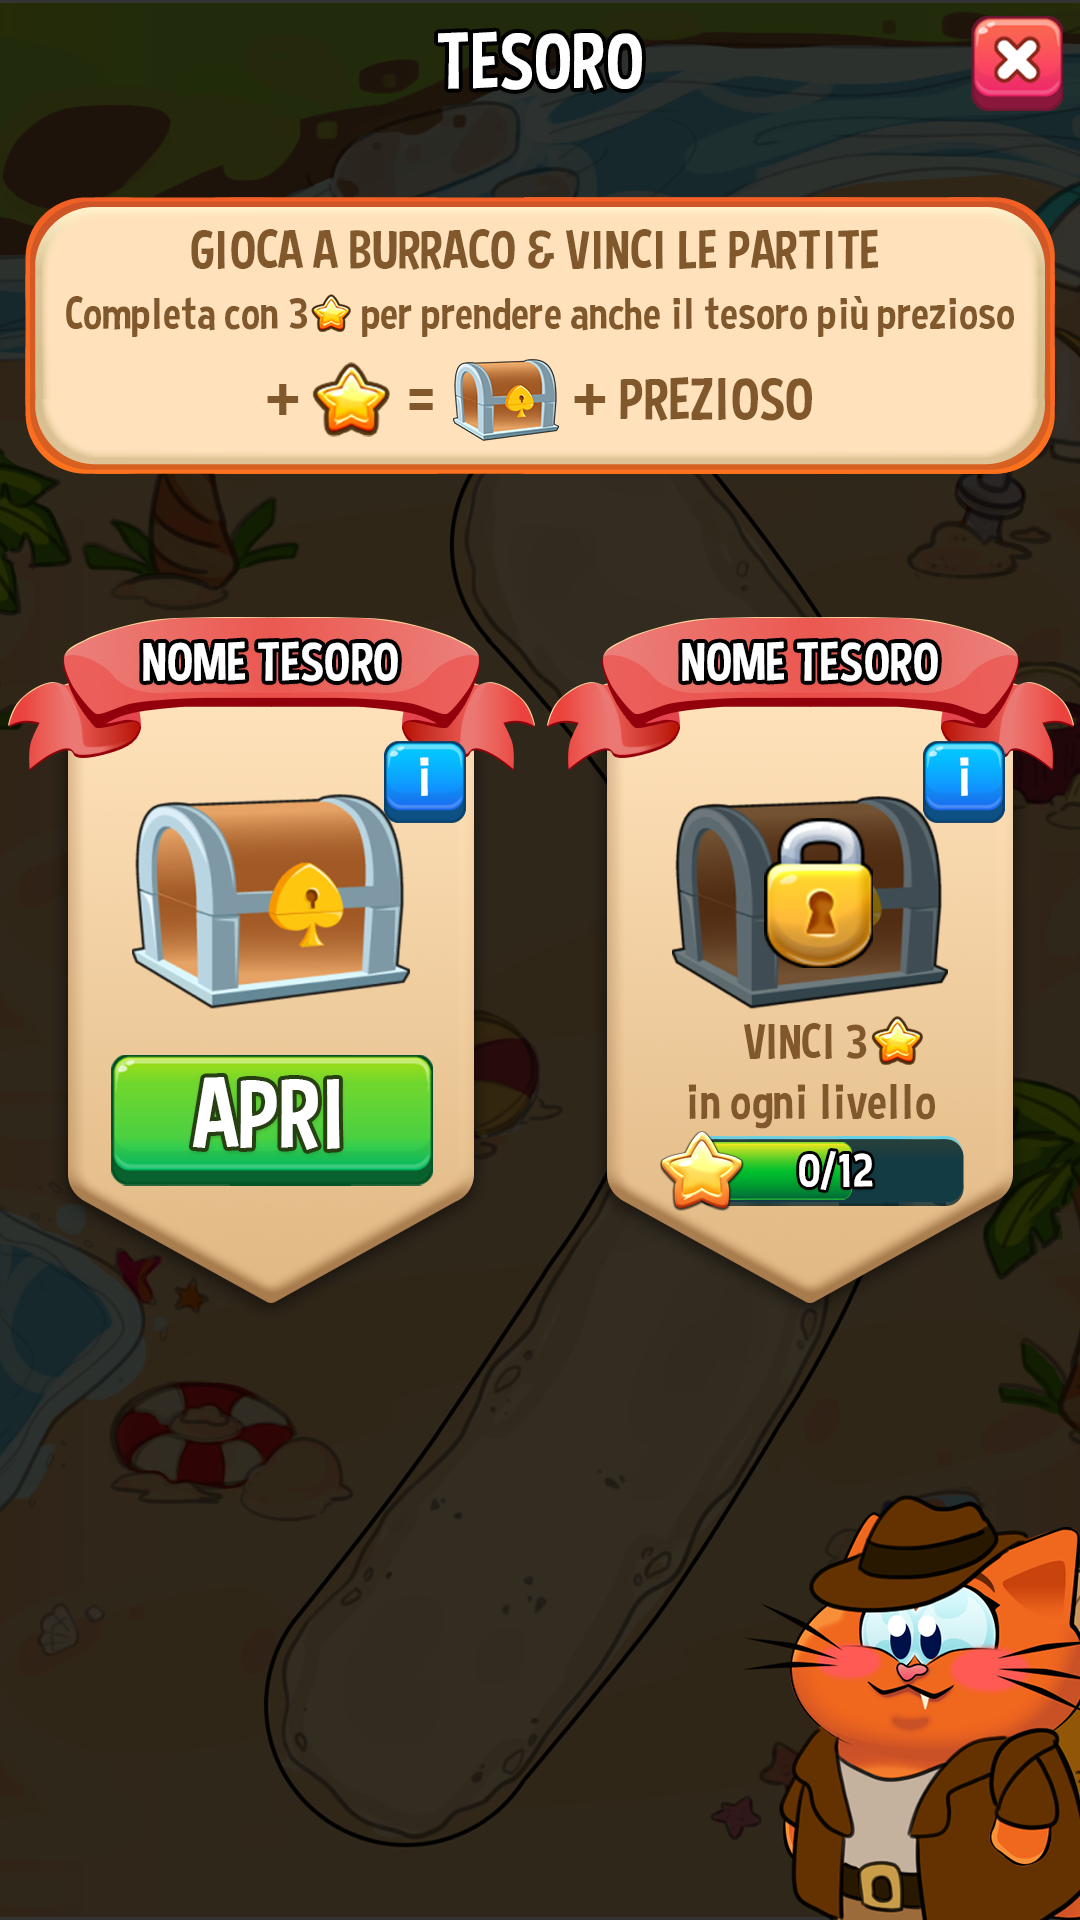 TESORO
GIOCA A BURRACO & VINCI LE PARTITE
Completa con 3 per prendere anche il tesoro più prezioso
+ = + PREZIOSO
NOME TESORO
i
APRI
NOME TESORO
i
VINCI 3
in ogni livello
0/12